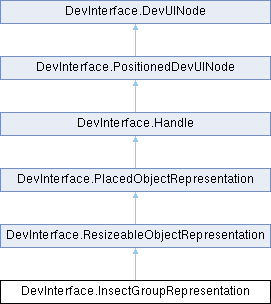 DevInterface.DevUINode
DevInterface.PositionedDevUINode
DevInterface.Handle
DevInterface.PlacedObjectRepresentation
DevInterface.ResizeableObjectRepresentation
DevInterface.InsectGroupRepresentation